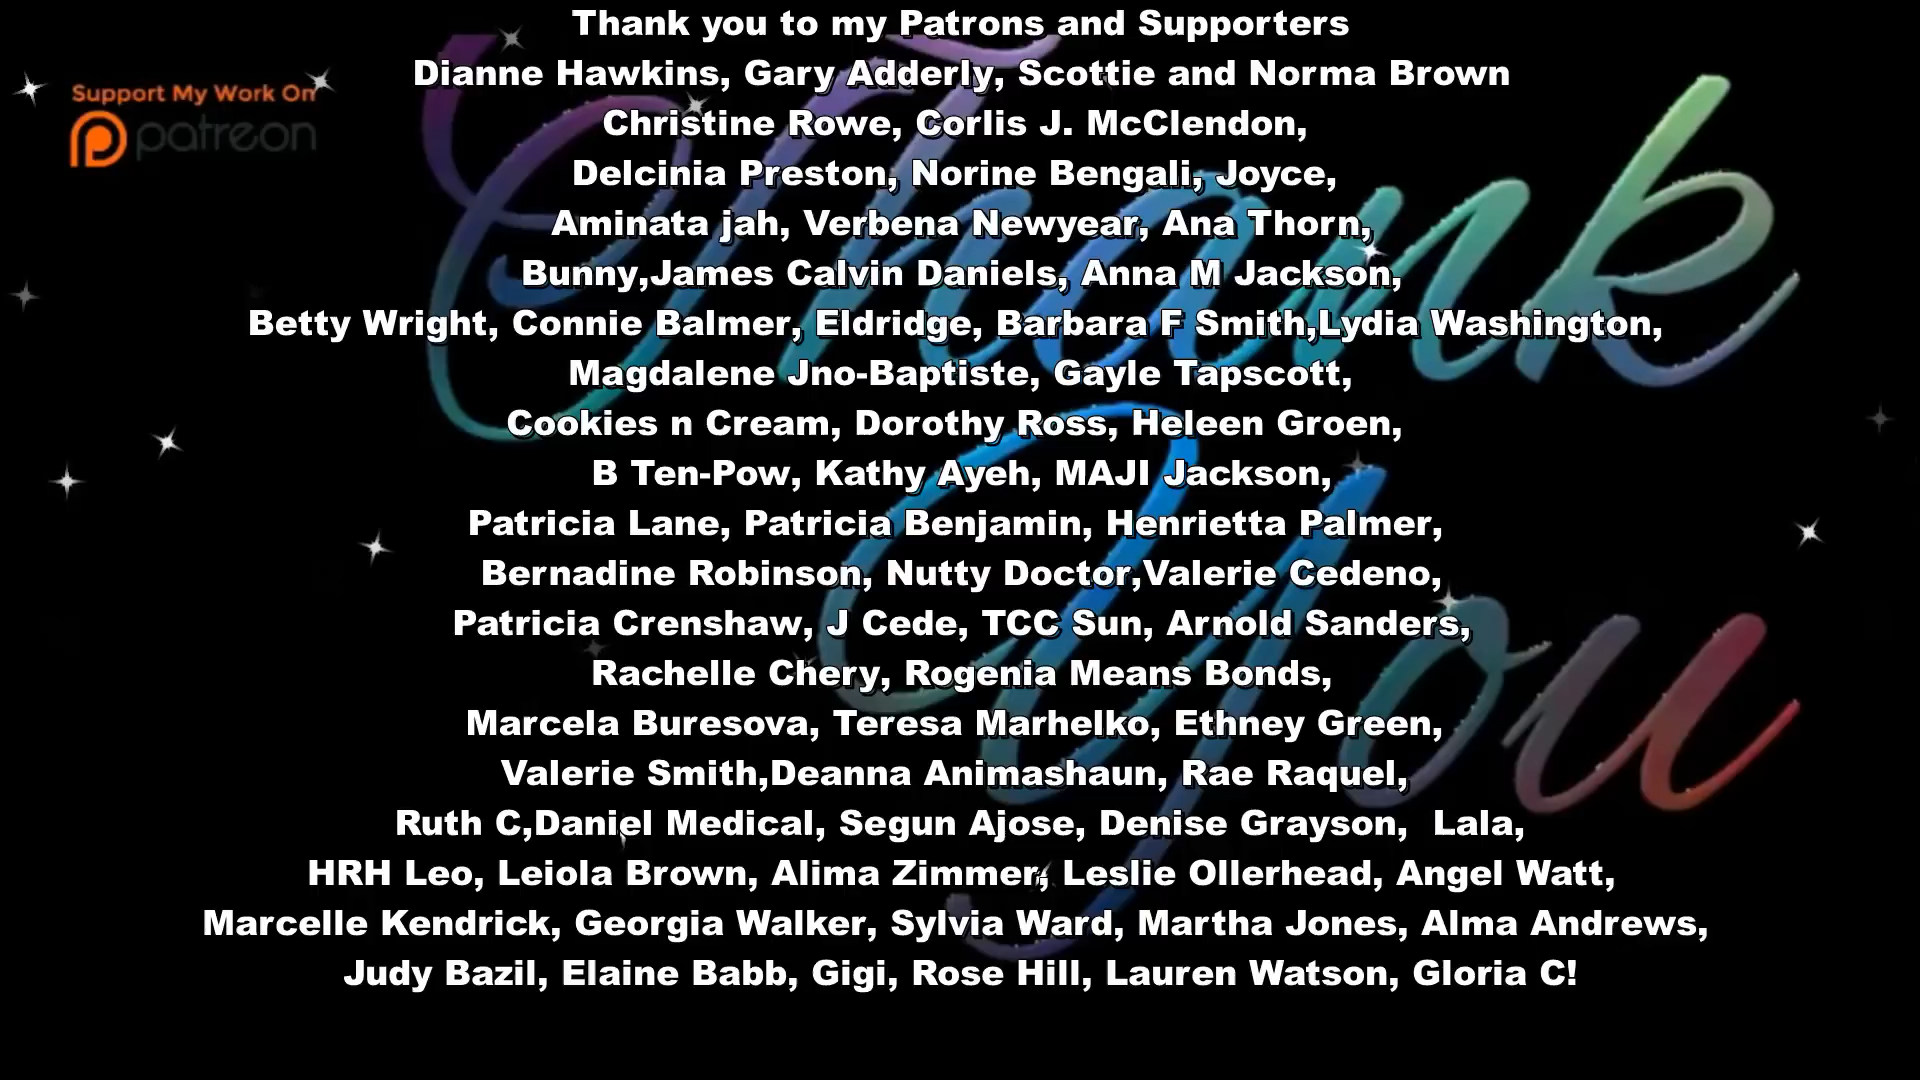 Thank you to my Patrons and Supporters
Dianne Hawkins, Gary Adderly, Scottie and Norma Brown
Support My Work On
patreon
Christine Rowe, Corlis J. McClendon,
Delcinia Preston, Norine Bengali, Joyce,
Aminata jah, Verbena Newyear, Ana Thorn,
Bunny,James Calvin Daniels, Anna M Jackson,
Betty Wright, Connie Balmer, Eldridge, Barbara F Smith,Lydia Washington,
Magdalene Jno-Baptiste, Gayle Tapscott,
Cookies n Cream, Dorothy Ross, Heleen Groen,
B Ten-Pow, Kathy Ayeh, MAJI Jackson,
Patricia Lane, Patricia Benjamin, Henrietta Palmer,
Bernadine Robinson, Nutty Doctor,Valerie Cedeno,
Patricia Crenshaw, J Cede, TCC Sun, Arnold Sanders,
Rachelle Chery, Rogenia Means Bonds,
Marcela Buresova, Teresa Marhelko, Ethney Green,
Valerie Smith,Deanna Animashaun, Rae Raquel,
Ruth C,Daniel Medical, Segun Ajose, Denise Grayson,  Lala,
HRH Leo, Leiola Brown, Alima Zimmer, Leslie Ollerhead, Angel Watt,
Marcelle Kendrick, Georgia Walker, Sylvia Ward, Martha Jones, Alma Andrews,
Judy Bazil, Elaine Babb, Gigi, Rose Hill, Lauren Watson, Gloria C!
Thank
You